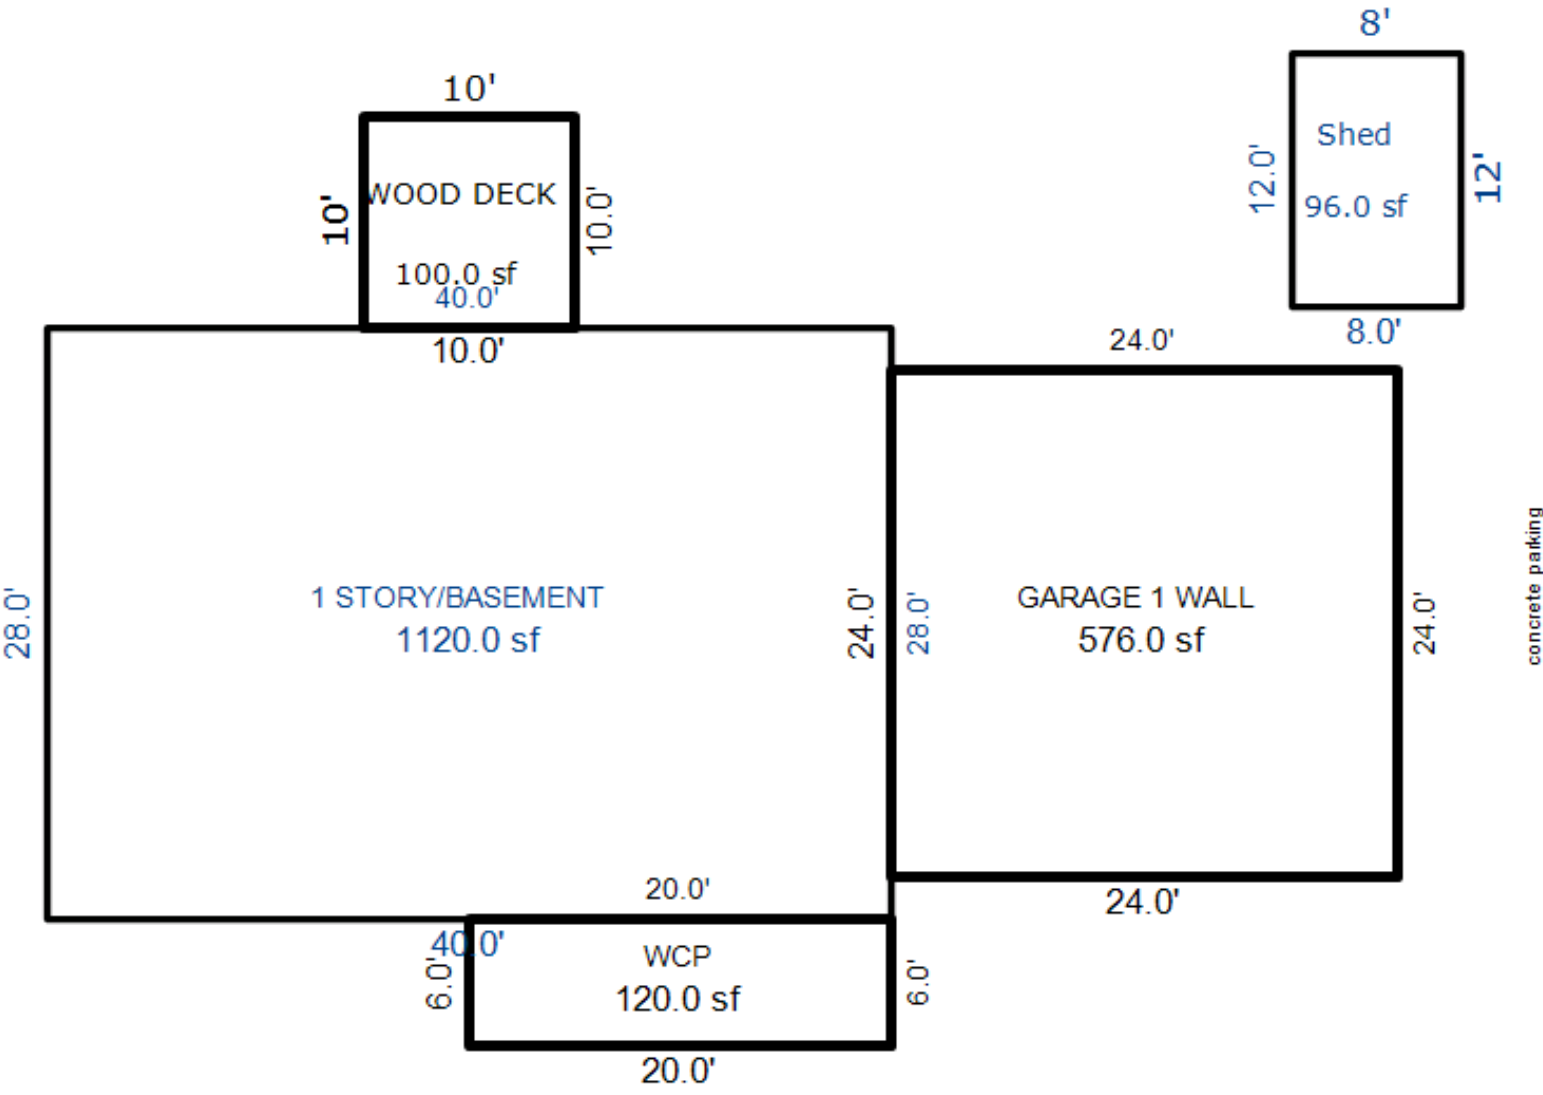 8'
10'
Shed
12.0'
12'
96.0 sf
WOOD DECK
10'
10.0'
100.0 sf
40.0'
8.0'
10.0'
24.0'
1 STORY/BASEMENT
1120.0 sf
28.0'
24.0'
28.0'
GARAGE 1 WALL
576.0 sf
24.0'
concrete parking
20.0'
24.0'
40.0'
WCP
120.0 sf
6.0'
6.0'
20.0'